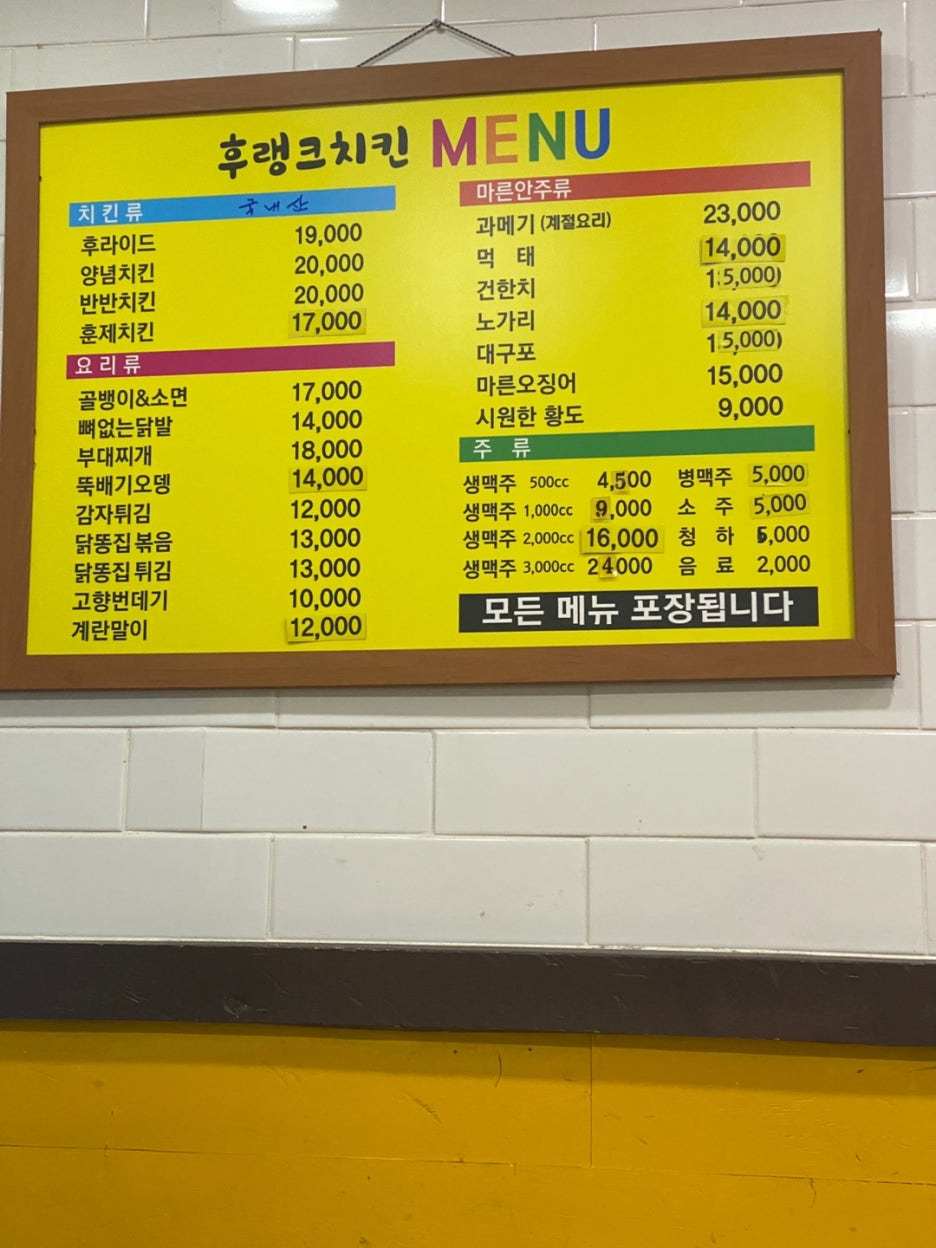 후랭크치킨 MENU
치킨류 국내산
후라이드 19,000
양념치킨 20,000
반반치킨 20,000
훈제치킨 17,000
요리류
골뱅이&소면 17,000
뼈없는닭발 14,000
부대찌개 18,000
뚝배기오뎅 14,000
감자튀김 12,000
닭똥집 볶음 13,000
닭똥집 튀김 13,000
고향번데기 10,000
계란말이 12,000
마른안주류
과메기 (계절요리) 23,000
먹 태 14,000
건한치 15,000
노가리 14,000
대구포 15,000
마른오징어 15,000
시원한 황도 9,000
주 류
생맥주 500cc 4,500 병맥주 5,000
생맥주 1,000cc 9,000 소 주 5,000
생맥주 2,000cc 16,000 청 하 ,000
생맥주 3,000cc 24000 음 료 2,000
모든 메뉴 포장됩니다